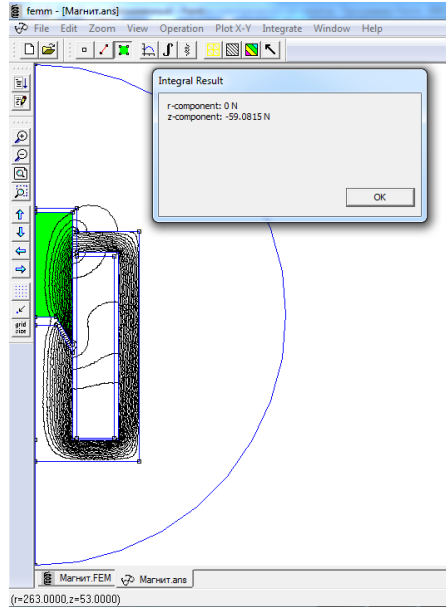 femm - [Магнит.ans]
File Edit Zoom View Operation Plot X-Y Integrate Window Help
Integral Result
r-component: 0 N
z-component: -59.0815 N
OK
grid
size
Магнит.FEM Магнит.ans
(r=263.0000,z=53.0000)